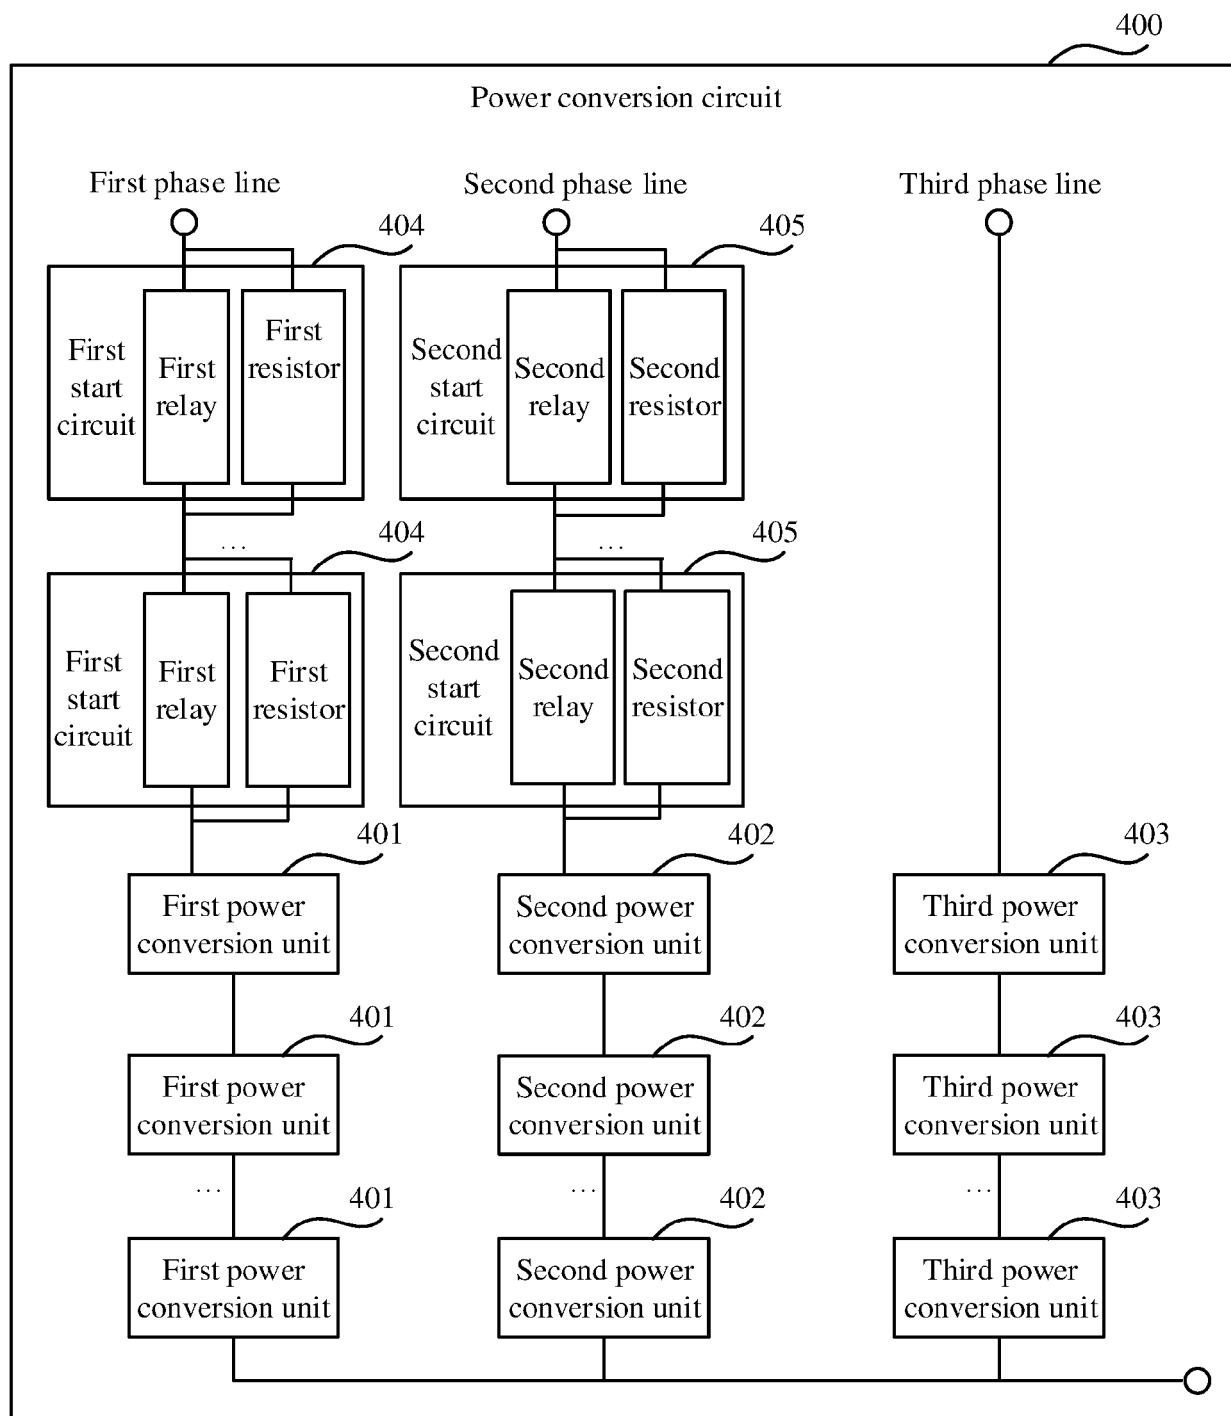 400
Power conversion circuit
First phase line
Second phase line
Third phase line
404
405
First
start
circuit
First
relay
First
resistor
Second
start
circuit
Second
relay
Second
resistor
...
404
...
405
First
start
circuit
First
relay
First
resistor
Second
start
circuit
Second
relay
Second
resistor
401
402
403
First power
conversion unit
Second power
conversion unit
Third power
conversion unit
401
402
403
First power
conversion unit
Second power
conversion unit
Third power
conversion unit
...
401
...
402
...
403
First power
conversion unit
Second power
conversion unit
Third power
conversion unit